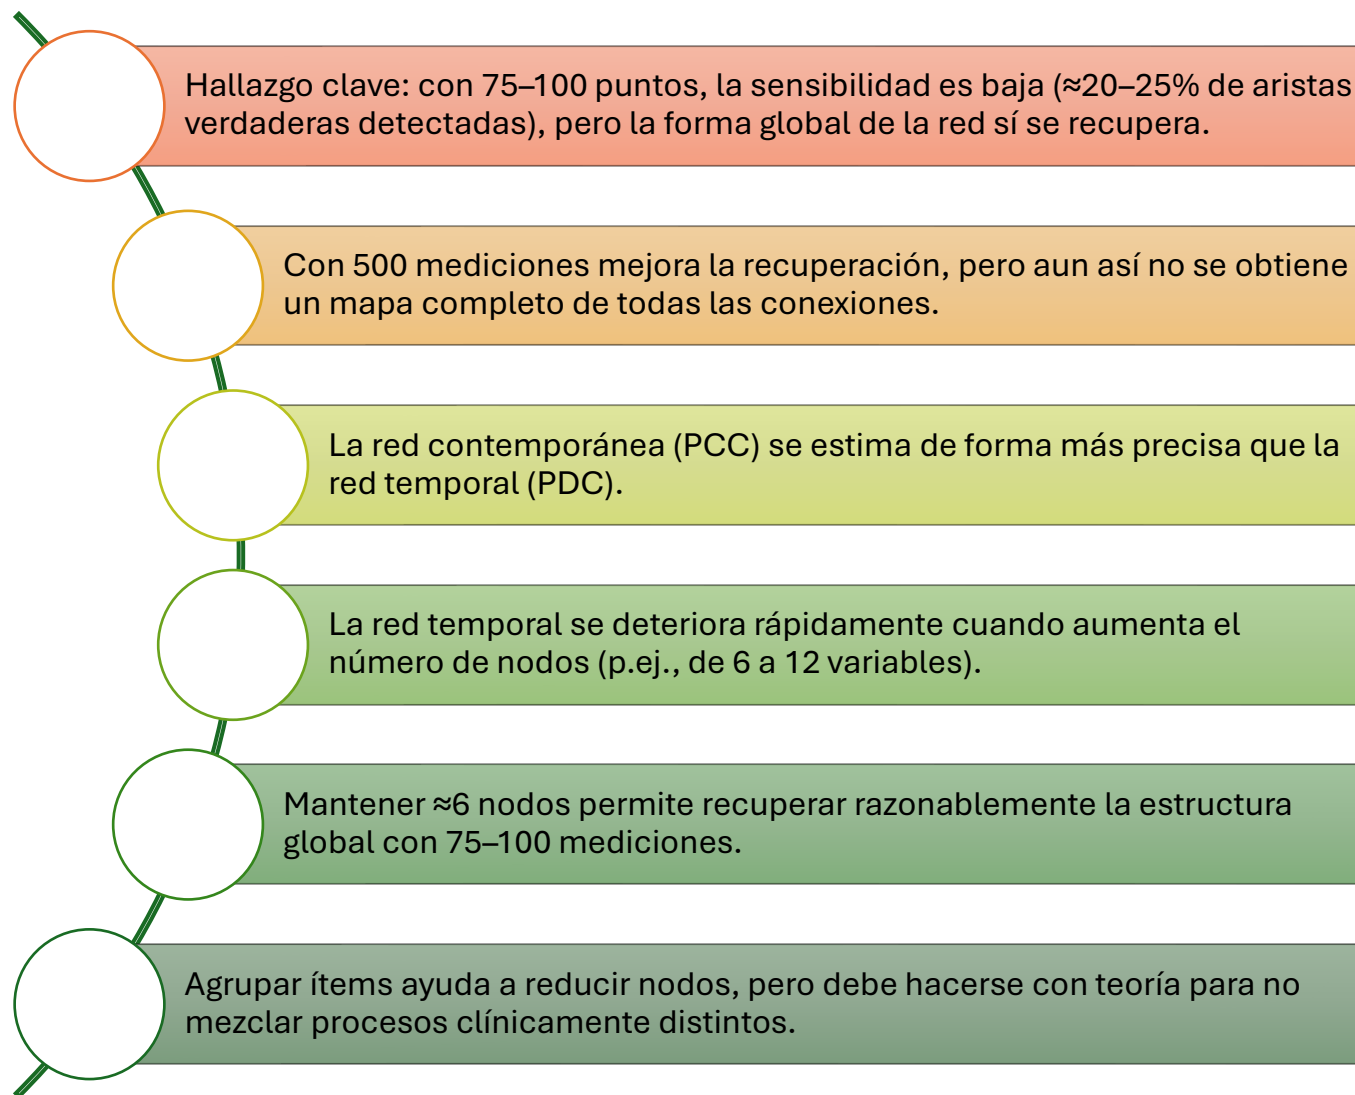 Hallazgo clave: con 75–100 puntos, la sensibilidad es baja (≈20–25% de aristas
verdaderas detectadas), pero la forma global de la red sí se recupera.
Con 500 mediciones mejora la recuperación, pero aun así no se obtiene
un mapa completo de todas las conexiones.
La red contemporánea (PCC) se estima de forma más precisa que la
red temporal (PDC).
La red temporal se deteriora rápidamente cuando aumenta el
número de nodos (p.ej., de 6 a 12 variables).
Mantener ≈6 nodos permite recuperar razonablemente la estructura
global con 75–100 mediciones.
Agrupar ítems ayuda a reducir nodos, pero debe hacerse con teoría para no
mezclar procesos clínicamente distintos.